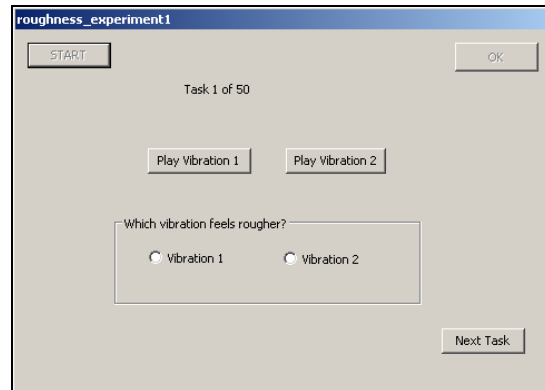 roughness_experiment1
START
OK
Task 1 of 50
Play Vibration 1
Play Vibration 2
Which vibration feels rougher?
Vibration 1
Vibration 2
Next Task